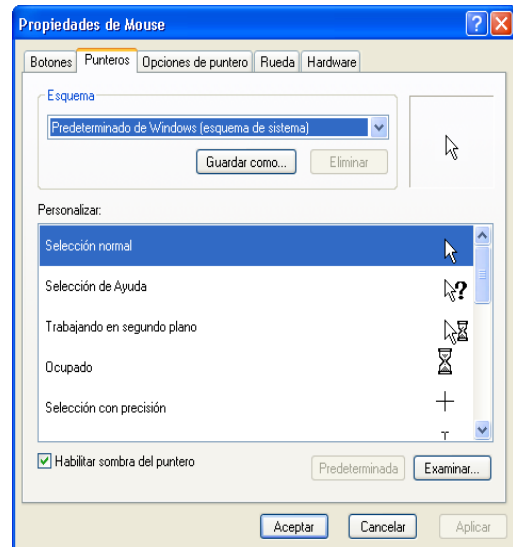 Propiedades de Mouse
Botones Punteros Opciones de puntero Rueda Hardware
Esquema
Predeterminado de Windows (esquema de sistema)
Guardar como... Eliminar
Personalizar:
Selección normal
Selección de Ayuda
Trabajando en segundo plano
Ocupado
Selección con precisión
Habilitar sombra del puntero
Predeterminada Examinar...
Aceptar Cancelar Aplicar